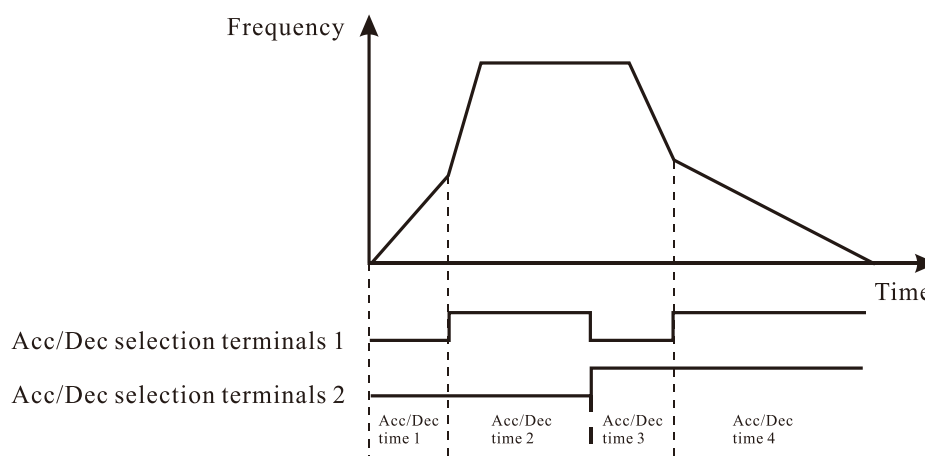 Frequency
Time
Acc/Dec selection terminals 1
Acc/Dec selection terminals 2
Acc/Dec
time 1
Acc/Dec
time 2
Acc/Dec
time 3
Acc/Dec
time 4